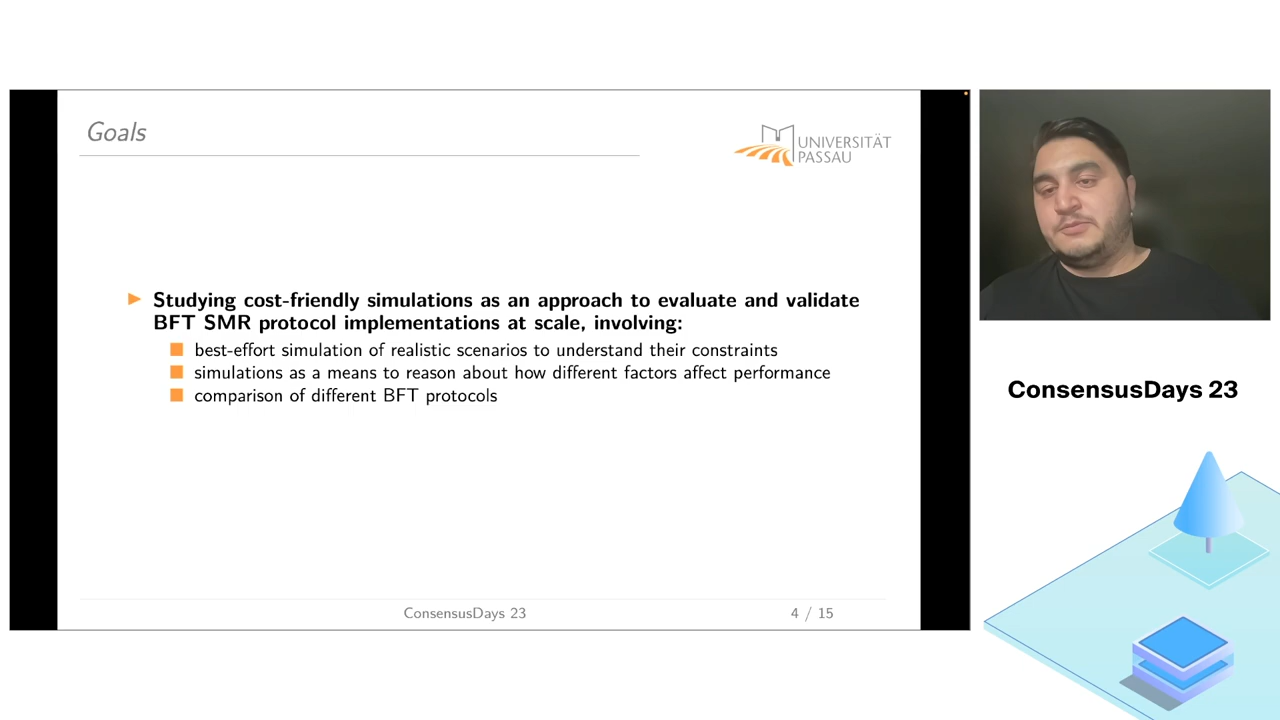 Goals
UNIVERSITÄT
PASSAU
Studying cost-friendly simulations as an approach to evaluate and validate
BFT SMR protocol implementations at scale, involving:
best-effort simulation of realistic scenarios to understand their constraints
simulations as a means to reason about how different factors affect performance
comparison of different BFT protocols
ConsensusDays 23
4 / 15
ConsensusDays 23